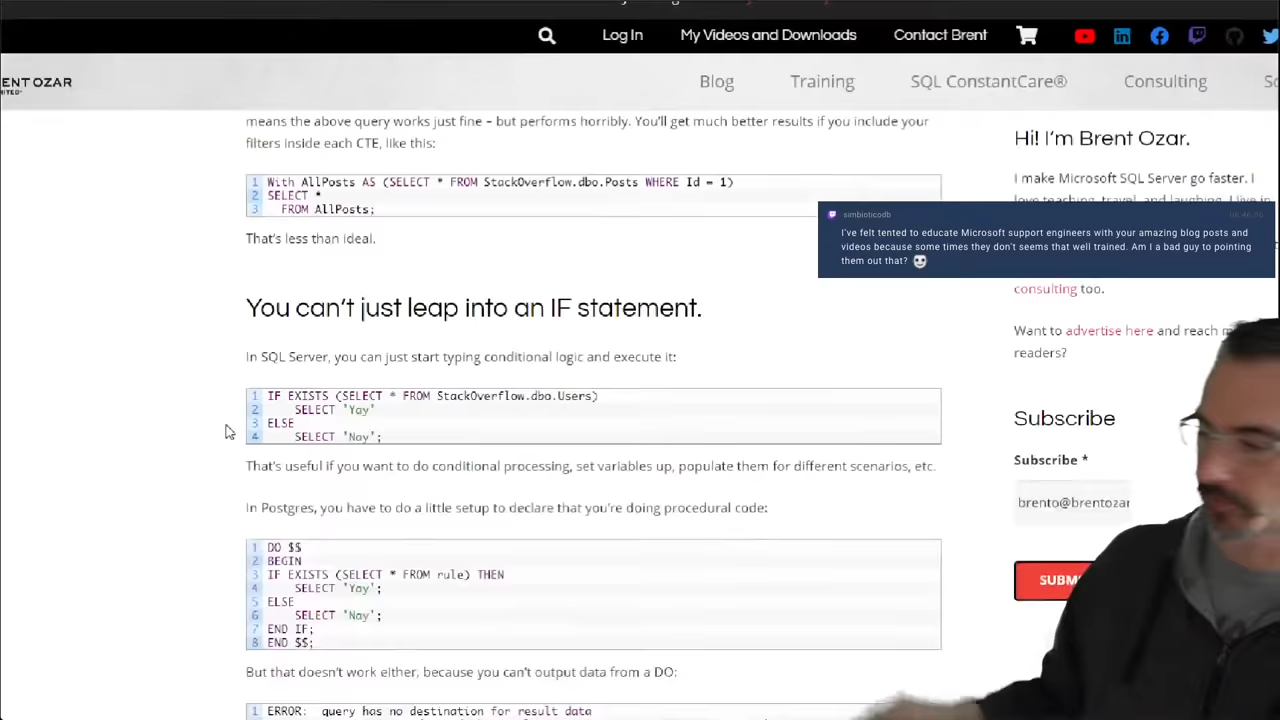 Log In
My Videos and Downloads
Contact Brent
ENT OZAR
Blog
Training
SQL ConstantCare®
Consulting
means the above query works just fine – but performs horribly. You'll get much better results if you include your
filters inside each CTE, like this:
1 With AllPosts AS (SELECT * FROM StackOverflow.dbo.Posts WHERE Id = 1)
2 SELECT *
3 FROM AllPosts;
That's less than ideal.
You can't just leap into an IF statement.
In SQL Server, you can just start typing conditional logic and execute it:
1 IF EXISTS (SELECT * FROM StackOverflow.dbo.Users)
2 SELECT 'Yay'
3 ELSE
4 SELECT 'Nay';
That's useful if you want to do conditional processing, set variables up, populate them for different scenarios, etc.
In Postgres, you have to do a little setup to declare that you're doing procedural code:
1 DO $$
2 BEGIN
3 IF EXISTS (SELECT * FROM rule) THEN
4 SELECT 'Yay';
5 ELSE
6 SELECT 'Nay';
7 END IF;
8 END $$;
But that doesn't work either, because you can't output data from a DO:
1 ERROR: query has no destination for result data
Hi! I'm Brent Ozar.
I make Microsoft SQL Server go faster. I
love teaching, travel, and laughing. I live in
simbioticodb
I've felt tented to educate Microsoft support engineers with your amazing blog posts and
videos because some times they don't seems that well trained. Am I a bad guy to pointing
them out that?
consulting too.
Want to advertise here and reach
readers?
Subscribe
Subscribe *
brento@brentozar
SUBM